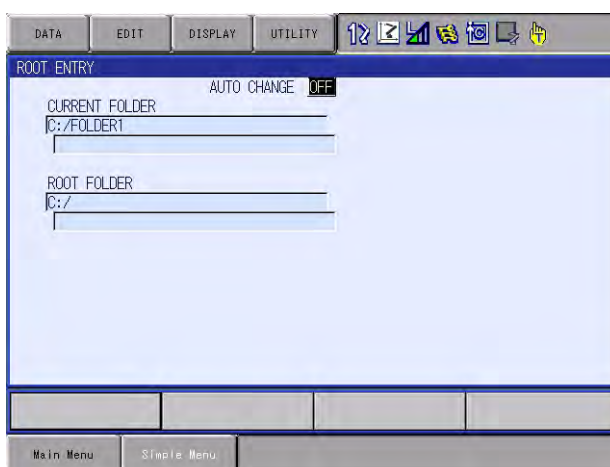 DATA EDIT DISPLAY UTILITY
ROOT ENTRY
AUTO CHANGE OFF
CURRENT FOLDER
C:/FOLDER1
ROOT FOLDER
C:/
Main Menu Simple Menu